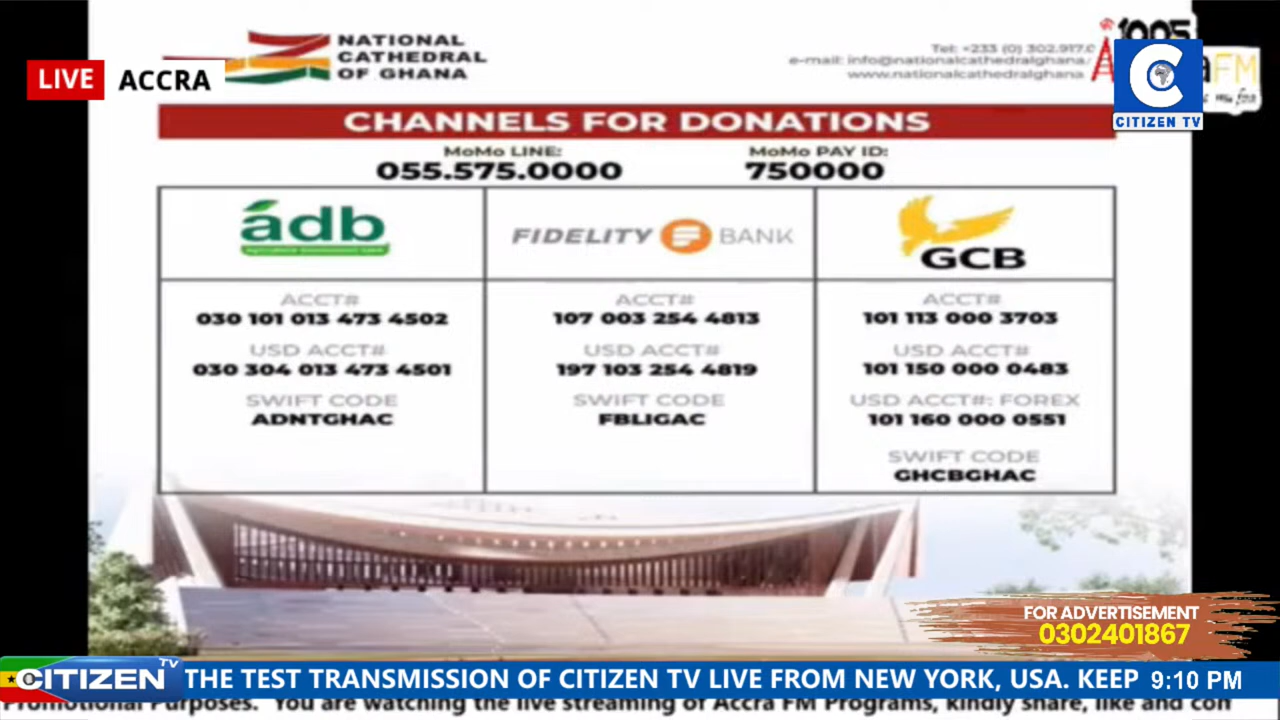 NATIONAL
CATHEDRAL
OF GHANA
Tel: +233 (0) 302.917.0
e-mail: info@nationalcathedralghana.
www.nationalcathedralghana
100.5
FM
CITIZEN TV
LIVE ACCRA
CHANNELS FOR DONATIONS
MoMo LINE: MoMo PAY ID:
055.575.0000 750000
adb FIDELITY BANK GCB
ACCT# ACCT# ACCT#
030 101 013 473 4502 107 003 254 4813 101 113 000 3703
USD ACCT# USD ACCT# USD ACCT#
030 304 013 473 4501 197 103 254 4819 101 150 000 0483
SWIFT CODE SWIFT CODE USD ACCT#: FOREX
ADNTGHAC FBLIGAC 101 160 000 0551
SWIFT CODE
GHCBGHAC
FOR ADVERTISEMENT
0302401867
CITIZEN TV THE TEST TRANSMISSION OF CITIZEN TV LIVE FROM NEW YORK, USA. KEEP 9:10 PM
Promotional Purposes. You are watching the live streaming of Accra FM Programs, kindly share, like and con